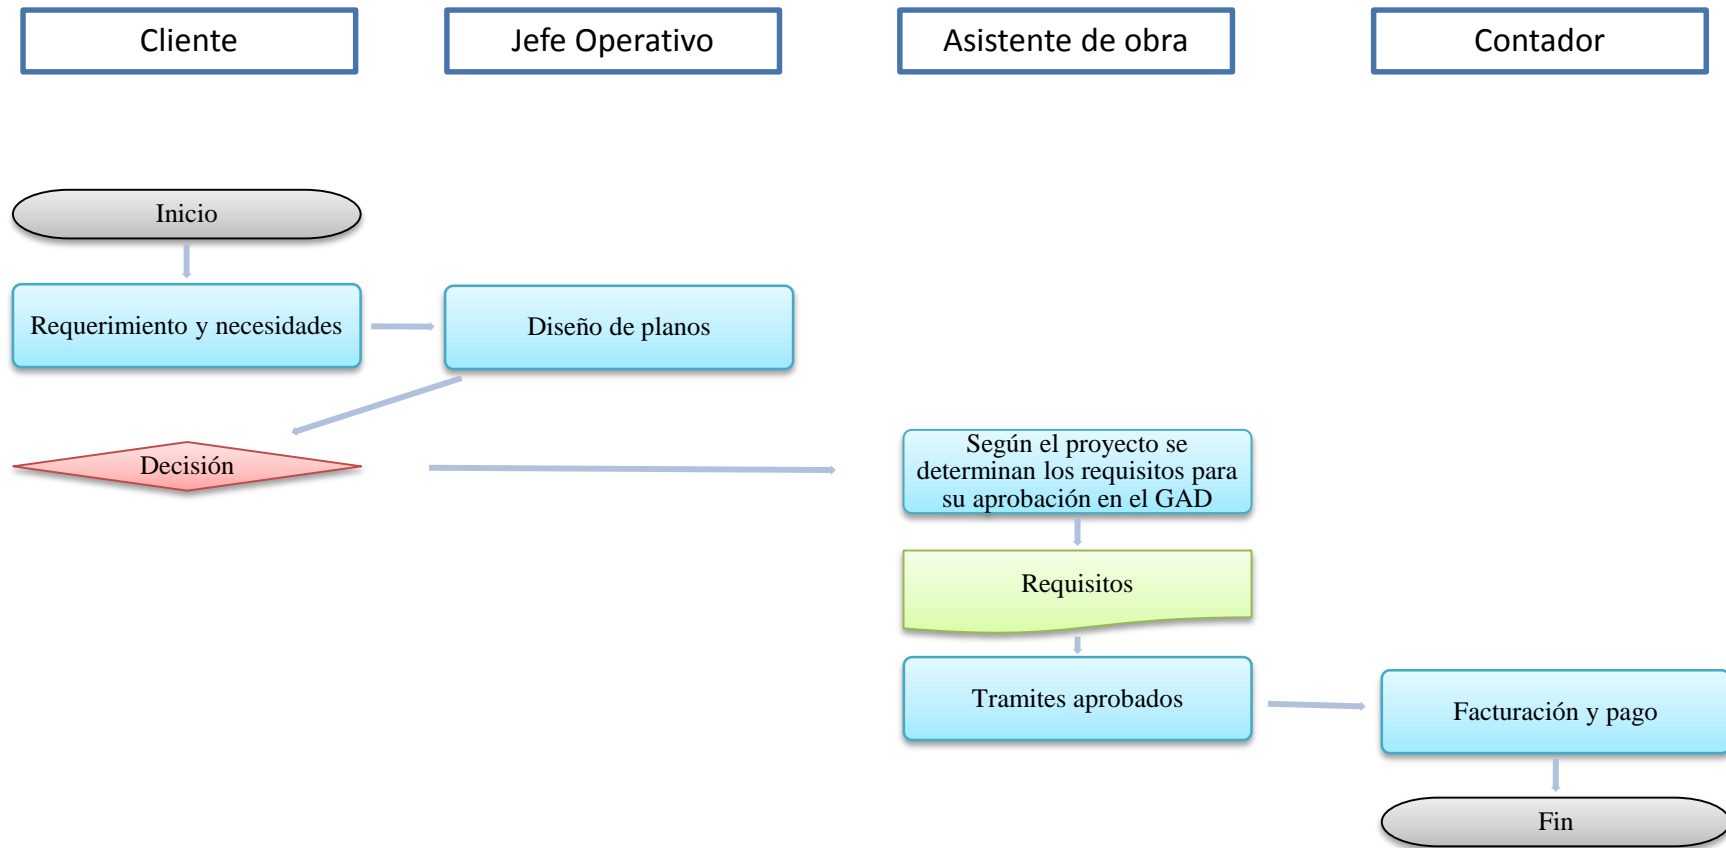 Cliente
Jefe Operativo
Asistente de obra
Contador
Inicio
Requerimiento y necesidades
Diseño de planos
Decisión
Según el proyecto se
determinan los requisitos para
su aprobación en el GAD
Requisitos
Tramites aprobados
Facturación y pago
Fin